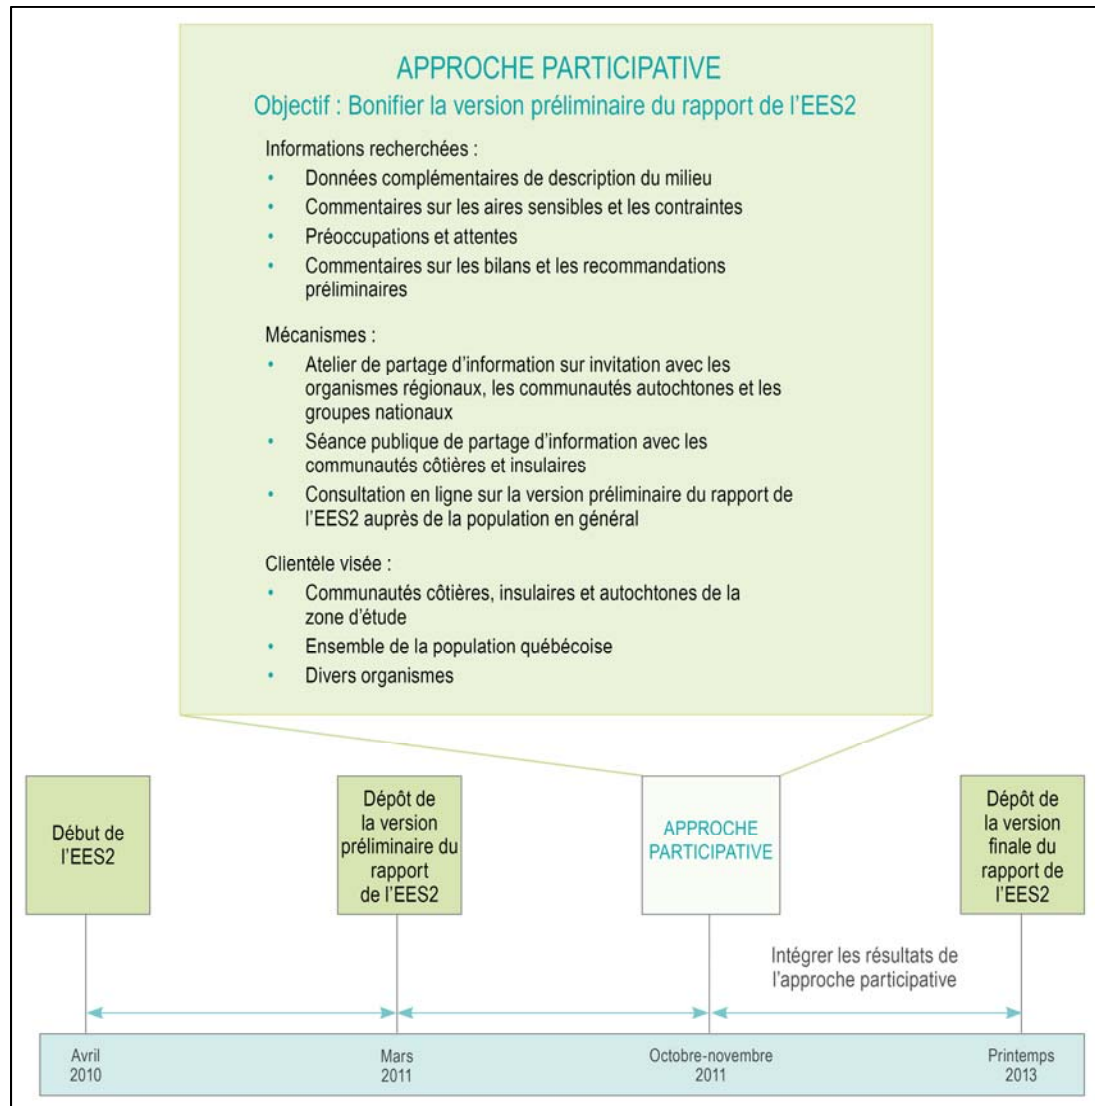 APPROCHE PARTICIPATIVE
Objectif : Bonifier la version préliminaire du rapport de l'EES2
Informations recherchées :
• Données complémentaires de description du milieu
• Commentaires sur les aires sensibles et les contraintes
• Préoccupations et attentes
• Commentaires sur les bilans et les recommandations
préliminaires
Mécanismes :
• Atelier de partage d'information sur invitation avec les
organismes régionaux, les communautés autochtones et les
groupes nationaux
• Séance publique de partage d'information avec les
communautés côtières et insulaires
• Consultation en ligne sur la version préliminaire du rapport de
l'EES2 auprès de la population en général
Clientèle visée :
• Communautés côtières, insulaires et autochtones de la
zone d'étude
• Ensemble de la population québécoise
• Divers organismes
Début de
l'EES2
Dépôt de
la version
préliminaire du
rapport
de l'EES2
APPROCHE
PARTICIPATIVE
Dépôt de
la version
finale du
rapport de
l'EES2
Intégrer les résultats de
l'approche participative
Avril
2010
Mars
2011
Octobre-novembre
2011
Printemps
2013